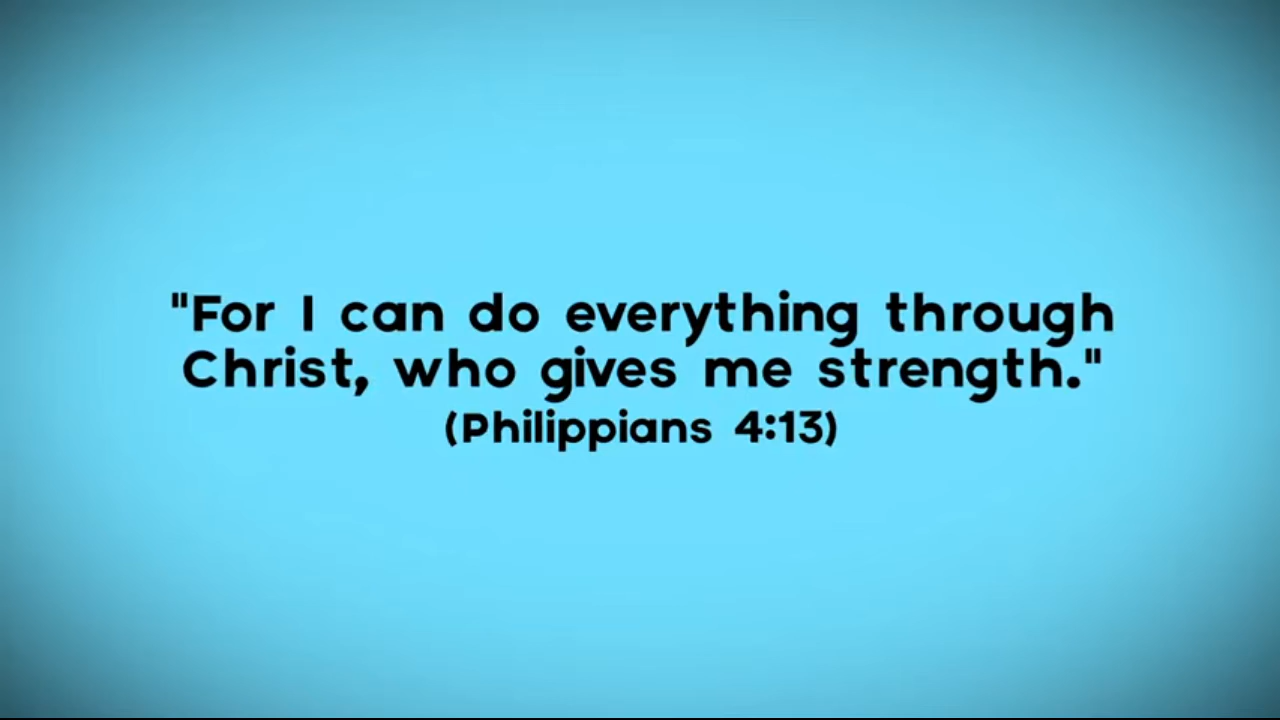 "For I can do everything through
Christ, who gives me strength."
(Philippians 4:13)